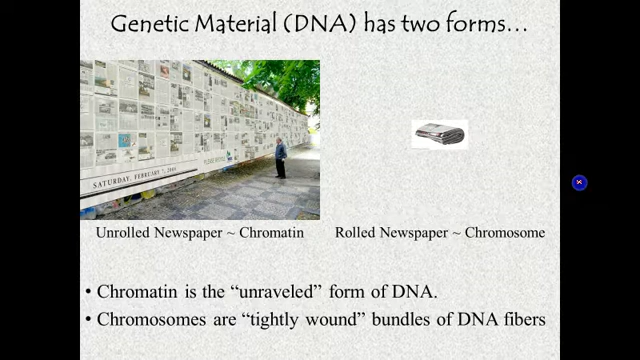 Genetic Material (DNA) has two forms…
SATURDAY, FEBRUARY 7, 
Unrolled Newspaper ~ Chromatin
Rolled Newspaper ~ Chromosome
• Chromatin is the “unraveled” form of DNA.
• Chromosomes are “tightly wound” bundles of DNA fibers